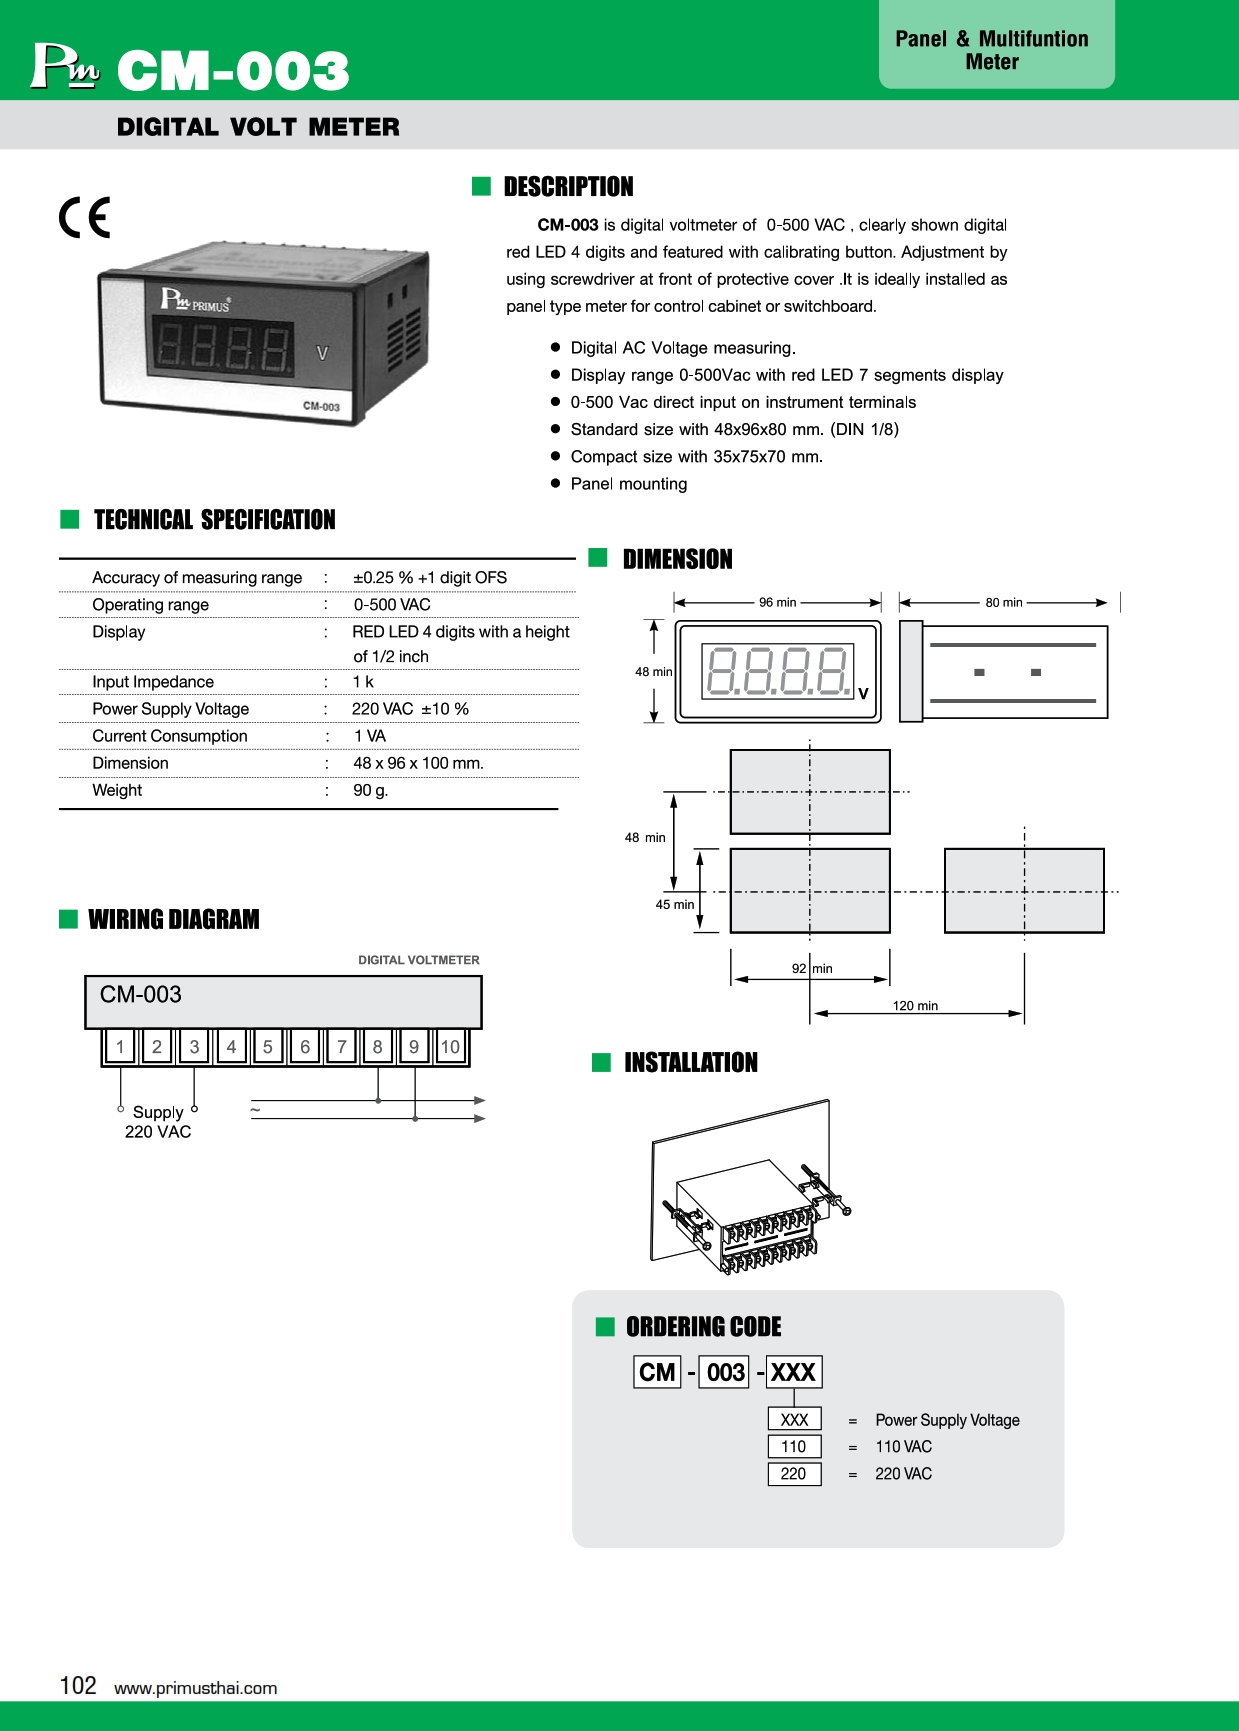 Pm CM-003
Panel & Multifuntion
Meter
DIGITAL VOLT METER
CE
Pm PRIMUS®
8.8.8.8. V
CM-003
DESCRIPTION
CM-003 is digital voltmeter of 0-500 VAC , clearly shown digital
red LED 4 digits and featured with calibrating button. Adjustment by
using screwdriver at front of protective cover .It is ideally installed as
panel type meter for control cabinet or switchboard.
● Digital AC Voltage measuring.
● Display range 0-500Vac with red LED 7 segments display
● 0-500 Vac direct input on instrument terminals
● Standard size with 48x96x80 mm. (DIN 1/8)
● Compact size with 35x75x70 mm.
● Panel mounting
TECHNICAL SPECIFICATION
Accuracy of measuring range : ±0.25 % +1 digit OFS
Operating range : 0-500 VAC
Display : RED LED 4 digits with a height
of 1/2 inch
Input Impedance : 1 k
Power Supply Voltage : 220 VAC ±10 %
Current Consumption : 1 VA
Dimension : 48 x 96 x 100 mm.
Weight : 90 g.
DIMENSION
96 min
80 min
48 min
8.8.8.8. V
48 min
45 min
92 min
120 min
WIRING DIAGRAM
DIGITAL VOLTMETER
CM-003
1 2 3 4 5 6 7 8 9 10
Supply
220 VAC
~
INSTALLATION
ORDERING CODE
CM - 003 - XXX
XXX = Power Supply Voltage
110 = 110 VAC
220 = 220 VAC
102 www.primusthai.com